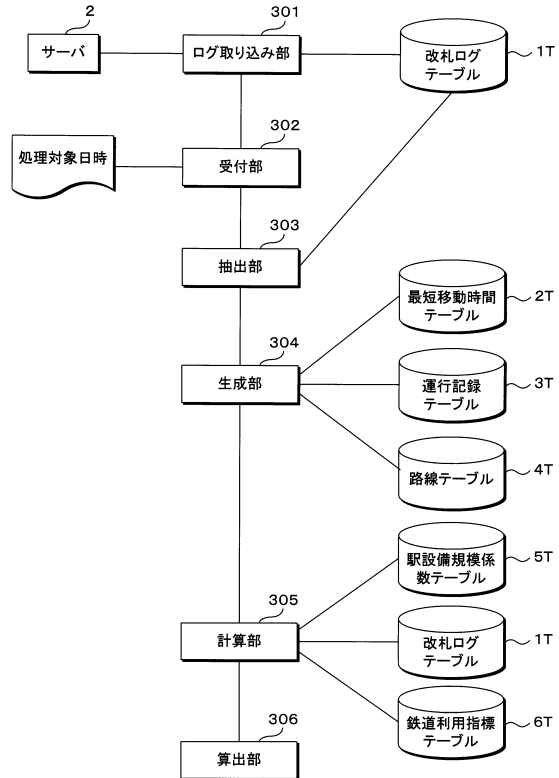 2
サーバ
301
ログ取り込み部
改札ログ
テーブル
1T
処理対象日時
302
受付部
303
抽出部
最短移動時間
テーブル
2T
304
生成部
運行記録
テーブル
3T
路線テーブル
4T
駅設備規模係
数テーブル
5T
305
計算部
改札ログ
テーブル
1T
鉄道利用指標
テーブル
6T
306
算出部